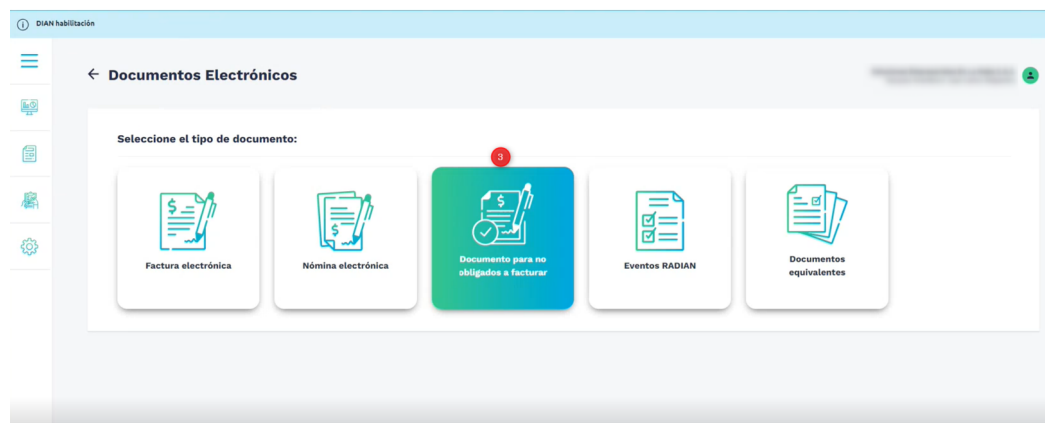 DIAN habilitación
← Documentos Electrónicos
Seleccione el tipo de documento:
3
Factura electrónica
Nómina electrónica
Documento para no
obligados a facturar
Eventos RADIAN
Documentos
equivalentes